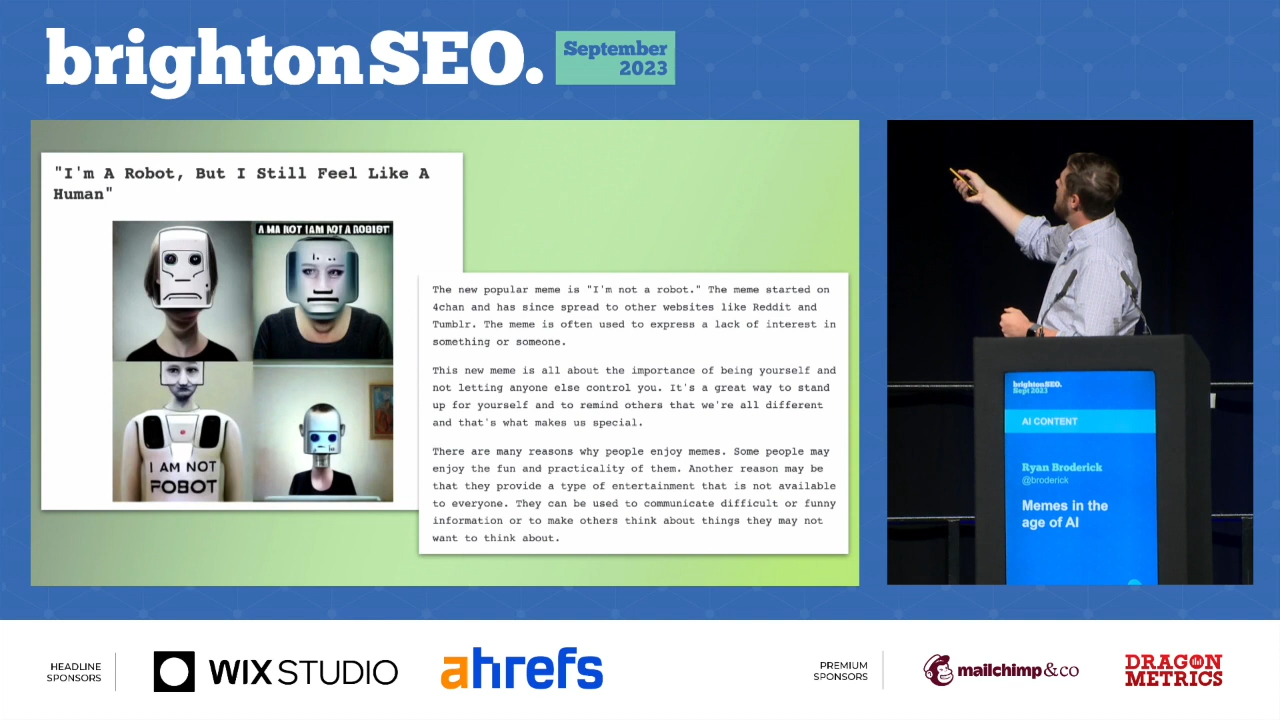 brightonSEO.
September
2023
"I'm A Robot, But I Still Feel Like A
Human"
A MA ROT IAM ROT A ROBOT
I AM NOT
ROBOT
The new popular meme is "I'm not a robot." The meme started on
4chan and has since spread to other websites like Reddit and
Tumblr. The meme is often used to express a lack of interest in
something or someone.
This new meme is all about the importance of being yourself and
not letting anyone else control you. It's a great way to stand
up for yourself and to remind others that we're all different
and that's what makes us special.
There are many reasons why people enjoy memes. Some people may
enjoy the fun and practicality of them. Another reason may be
that they provide a type of entertainment that is not available
to everyone. They can be used to communicate difficult or funny
information or to make others think about things they may not
want to think about.
brightonSEO.
Sept 2023
AI CONTENT
Ryan Broderick
@broderick
Memes in the
age of AI
HEADLINE
SPONSORS
WIX STUDIO
ahrefs
PREMIUM
SPONSORS
mailchimp&co
DRAGON
METRICS